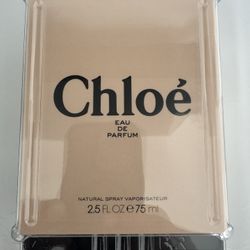 Chloé
EAU
DE
PARFUM
NATURAL SPRAY VAPORISATEUR
2.5 FL.OZ e 75 ml